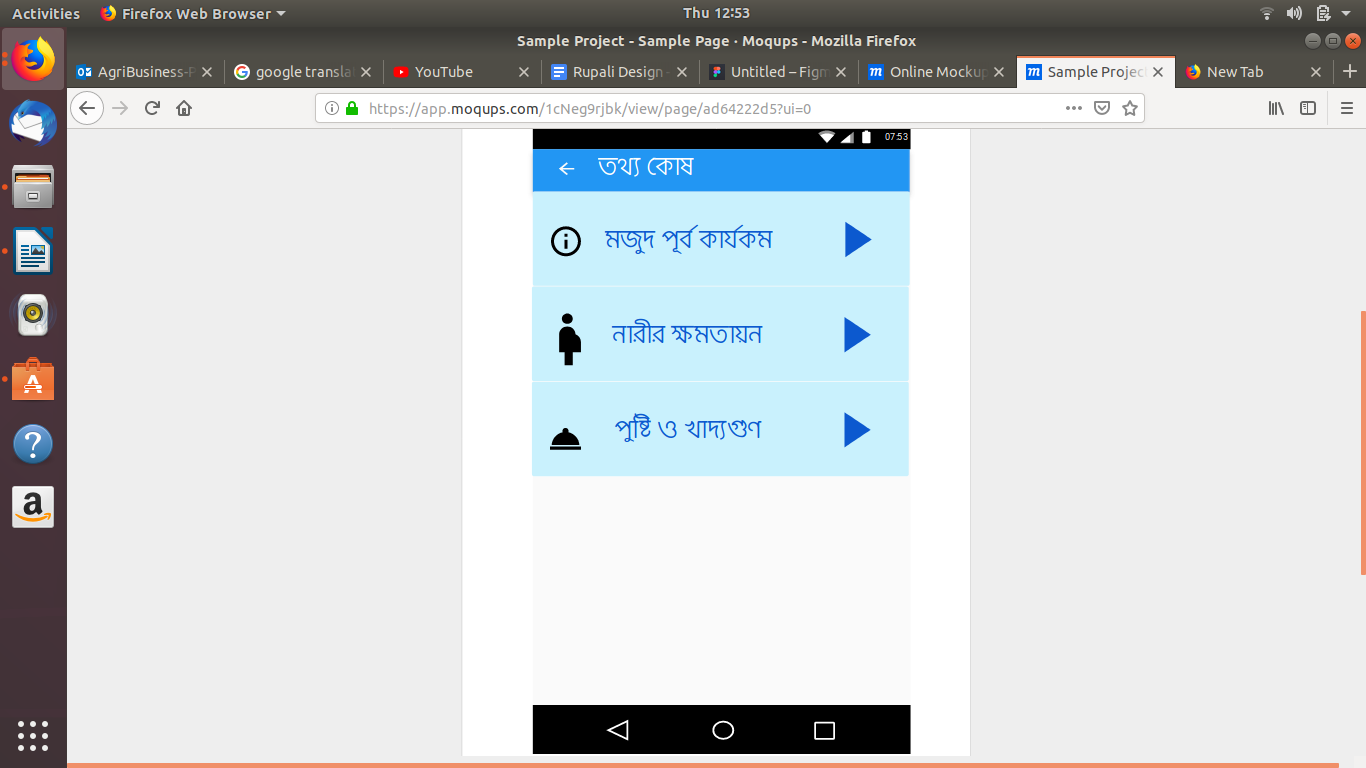 Activities Firefox Web Browser Thu 12:53
Sample Project - Sample Page · Moqups - Mozilla Firefox
AgriBusiness-P google transla YouTube Rupali Design - Untitled – Figm Online Mockup Sample Projec New Tab
https://app.moqups.com/1cNeg9rjbk/view/page/ad64222d5?ui=0
07:53
তথ্য কোষ
মজুদ পূর্ব কার্যকম
নারীর ক্ষমতায়ন
পুষ্টি ও খাদ্যগুণ